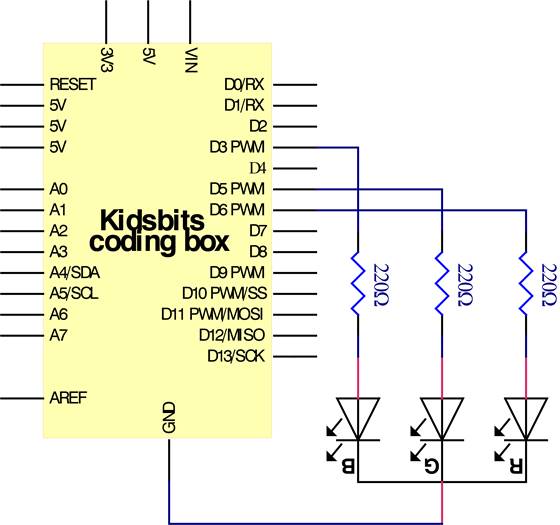 3V3
5V
VIN
RESET
5V
5V
5V
A0
A1
A2
A3
A4/SDA
A5/SCL
A6
A7
AREF
D0/RX
D1/RX
D2
D3 PWM
D4
D5 PWM
D6 PWM
D7
D8
D9 PWM
D10 PWM/SS
D11 PWM/MOSI
D12/MISO
D13/SCK
Kidsbits
coding box
GND
220Ω
220Ω
220Ω
B
G
R